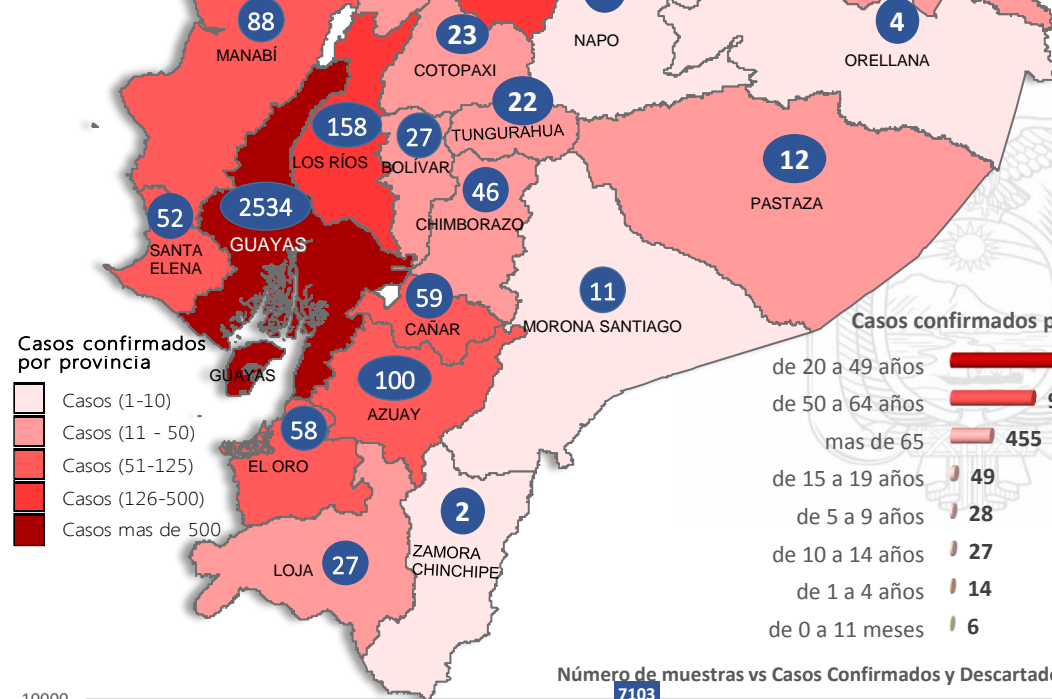 88
MANABÍ
23
COTOPAXI
NAPO
4
ORELLANA
158
LOS RÍOS
27
BOLÍVAR
22
TUNGURAHUA
12
PASTAZA
46
CHIMBORAZO
52
SANTA
ELENA
2534
GUAYAS
59
CAÑAR
11
MORONA SANTIAGO
GUAYAS
100
AZUAY
58
EL ORO
2
ZAMORA
CHINCHIPE
LOJA 27
Casos confirmados
por provincia
Casos (1-10)
Casos (11 - 50)
Casos (51-125)
Casos (126-500)
Casos mas de 500
Casos confirmados
de 20 a 49 años
de 50 a 64 años
mas de 65 455
de 15 a 19 años 49
de 5 a 9 años 28
de 10 a 14 años 27
de 1 a 4 años 14
de 0 a 11 meses 6
Número de muestras vs Casos Confirmados y Descartad
7103
10000